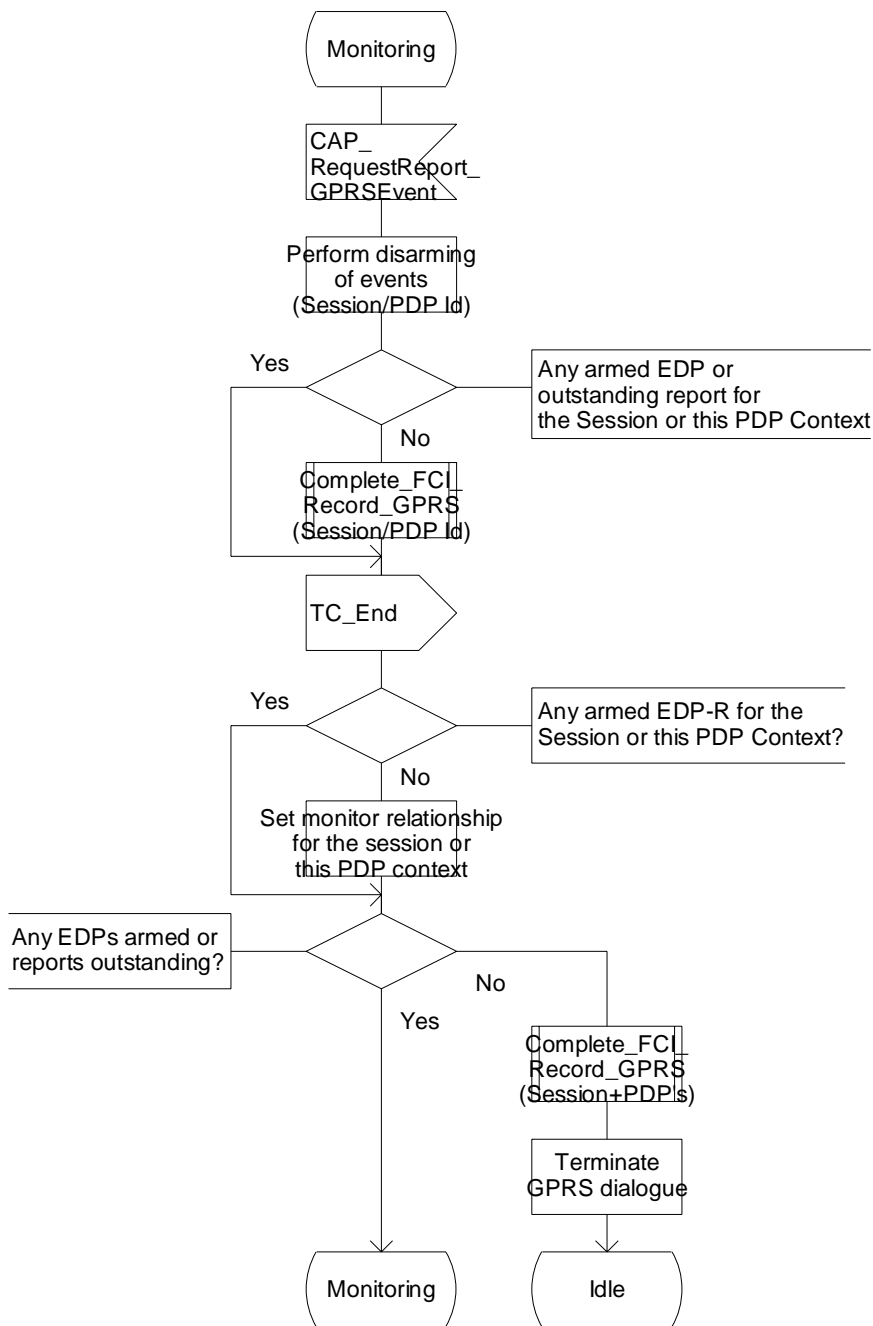 Monitoring
CAP_
RequestReport_
GPRSEvent
Perform disarming
of events
(Session/PDP Id)
Yes
Any armed EDP or
outstanding report for
the Session or this PDP Context
No
Complete_FCI_
Record_GPRS
(Session/PDP Id)
TC_End
Yes
Any armed EDP-R for the
Session or this PDP Context?
No
Set monitor relationship
for the session or
this PDP context
Any EDPs armed or
reports outstanding?
No
Yes
Complete_FCI_
Record_GPRS
(Session+PDP's)
Terminate
GPRS dialogue
Monitoring
Idle